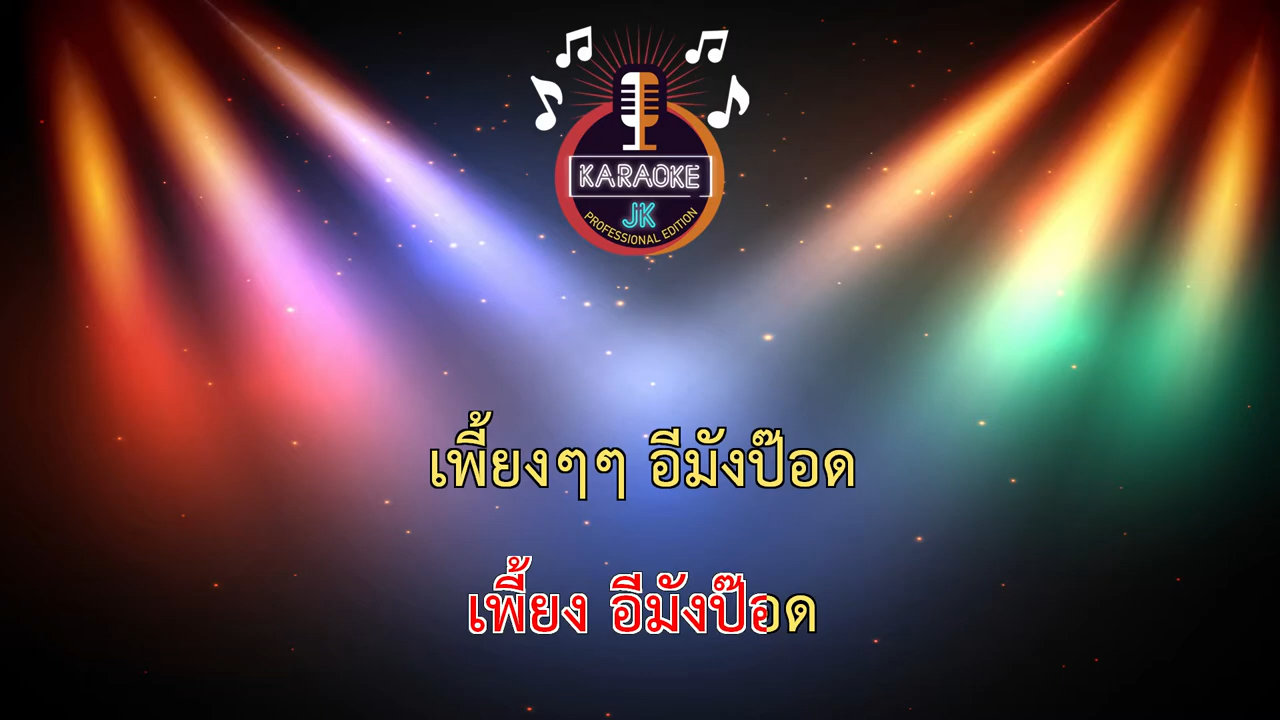 KARAOKE
JK
PROFESSIONAL EDITION
เพี้ยงๆๆ อีมังป๊อด
เพี้ยง อีมังป๊อด